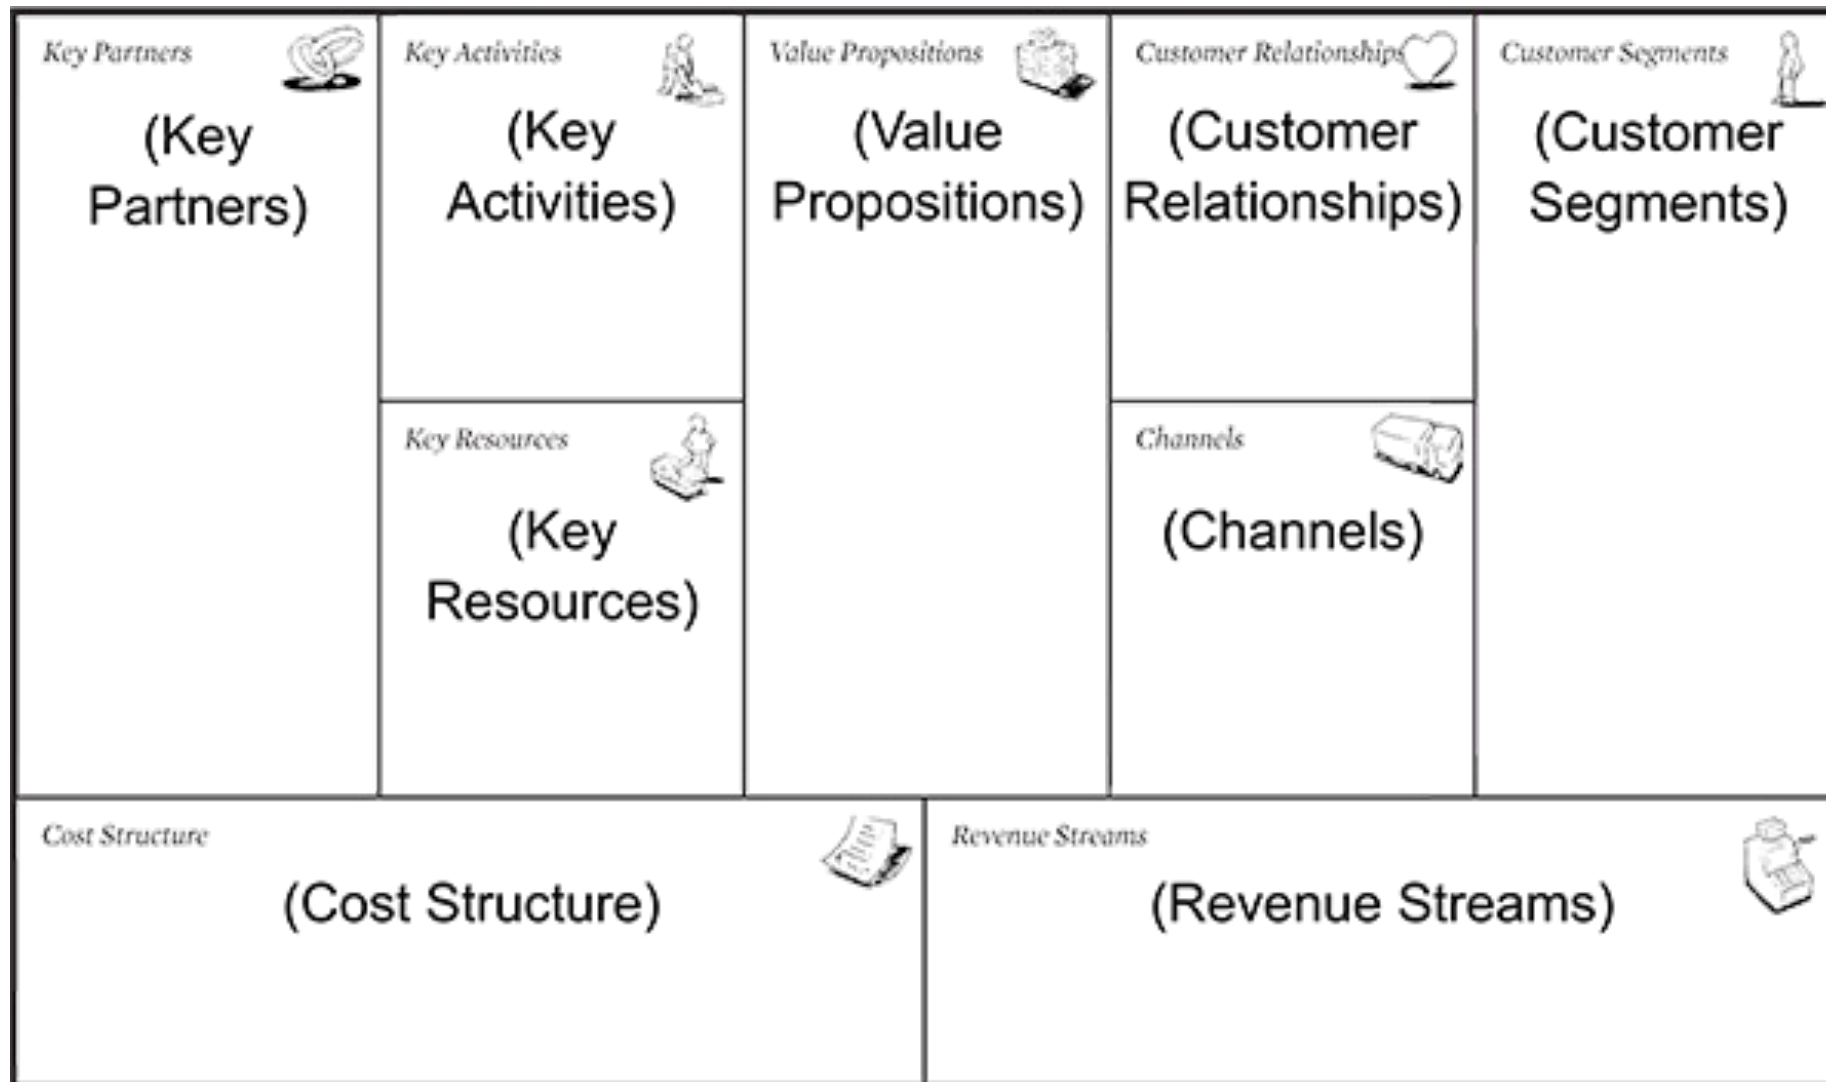 Key Partners
(Key
Partners)
Key Activities
(Key
Activities)
Key Resources
(Key
Resources)
Value Propositions
(Value
Propositions)
Customer Relationships
(Customer
Relationships)
Channels
(Channels)
Customer Segments
(Customer
Segments)
Cost Structure
(Cost Structure)
Revenue Streams
(Revenue Streams)